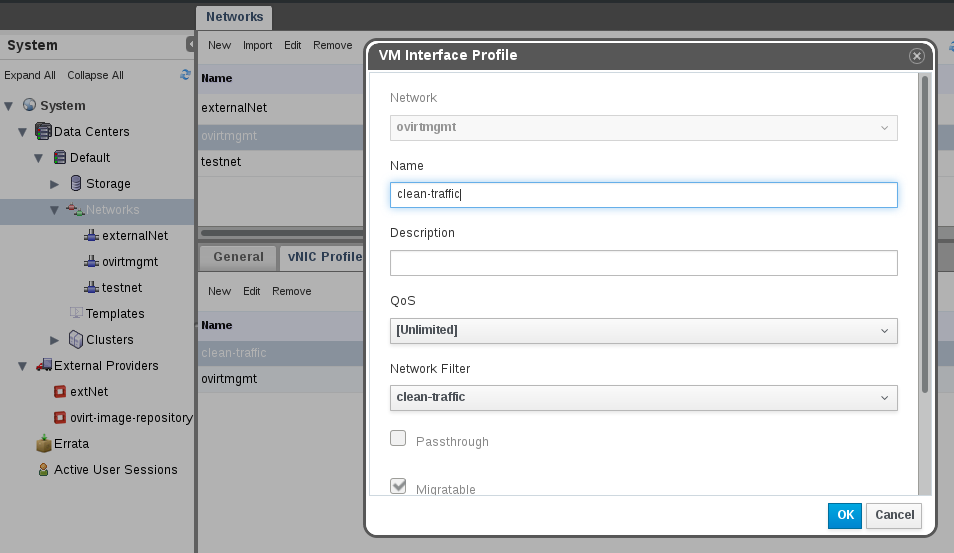 Networks
System
Expand All Collapse All
System
Data Centers
Default
Storage
Networks
externalNet
ovirtmgmt
testnet
Templates
Clusters
External Providers
extNet
ovirt-image-repository
Errata
Active User Sessions
New Import Edit Remove
Name
externalNet
ovirtmgmt
testnet
General vNIC Profile
New Edit Remove
Name
clean-traffic
ovirtmgmt
VM Interface Profile
Network
ovirtmgmt
Name
clean-traffic
Description
QoS
[Unlimited]
Network Filter
clean-traffic
Passthrough
Migratable
OK Cancel